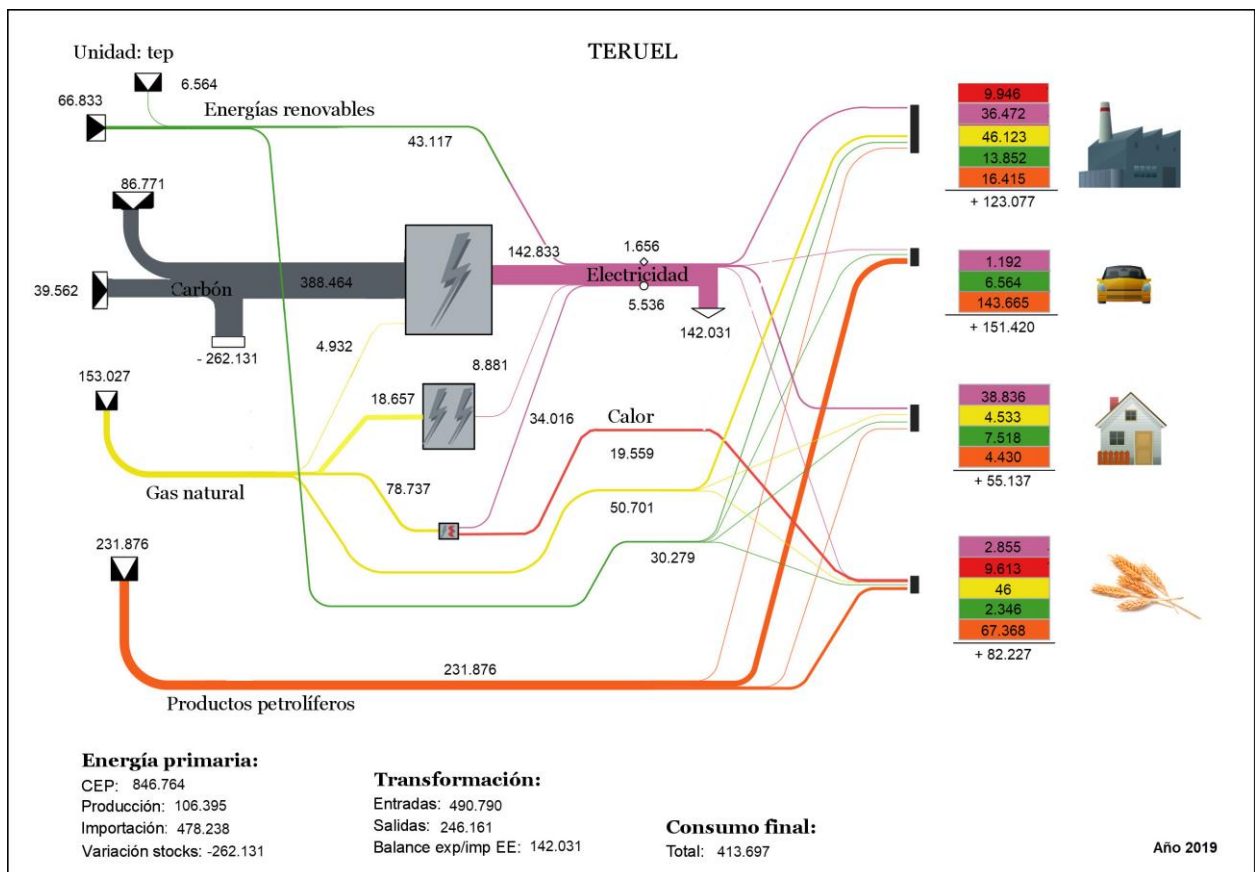 Unidad: tep
TERUEL
6.564
66.833
Energías renovables
43.117
86.771
39.562
Carbón
388.464
- 262.131
142.833
1.656
Electricidad
5.536
142.031
4.932
8.881
153.027
18.657
34.016
Calor
19.559
78.737
Gas natural
50.701
30.279
231.876
231.876
Productos petrolíferos
9.946
36.472
46.123
13.852
16.415
+ 123.077
1.192
6.564
143.665
+ 151.420
38.836
4.533
7.518
4.430
+ 55.137
2.855
9.613
46
2.346
67.368
+ 82.227
Energía primaria:
CEP: 846.764
Producción: 106.395
Importación: 478.238
Variación stocks: -262.131
Transformación:
Entradas: 490.790
Salidas: 246.161
Balance exp/imp EE: 142.031
Consumo final:
Total: 413.697
Año 2019